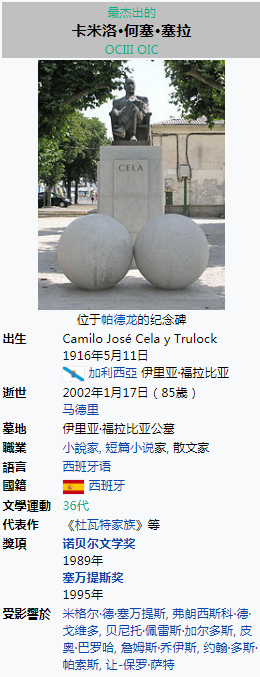 最杰出的
卡米洛·何塞·塞拉
OCIII OIC
CELA
位于帕德龙的纪念碑
出生 Camilo José Cela y Trulock
1916年5月11日
加利西亞 伊里亚·福拉比亚
逝世 2002年1月17日（85歲）
马德里
墓地 伊里亚·福拉比亚公墓
職業 小說家, 短篇小说家, 散文家
語言 西班牙语
國籍 西班牙
文學運動 36代
代表作 《杜瓦特家族》等
獎項 诺贝尔文学奖
1989年
塞万提斯奖
1995年
受影響於 米格尔·德·塞万提斯, 弗朗西斯科·德·
戈维多, 贝尼托·佩雷斯·加尔多斯, 皮
奥·巴罗哈, 詹姆斯·乔伊斯, 约翰·多斯·
帕索斯, 让-保罗·萨特